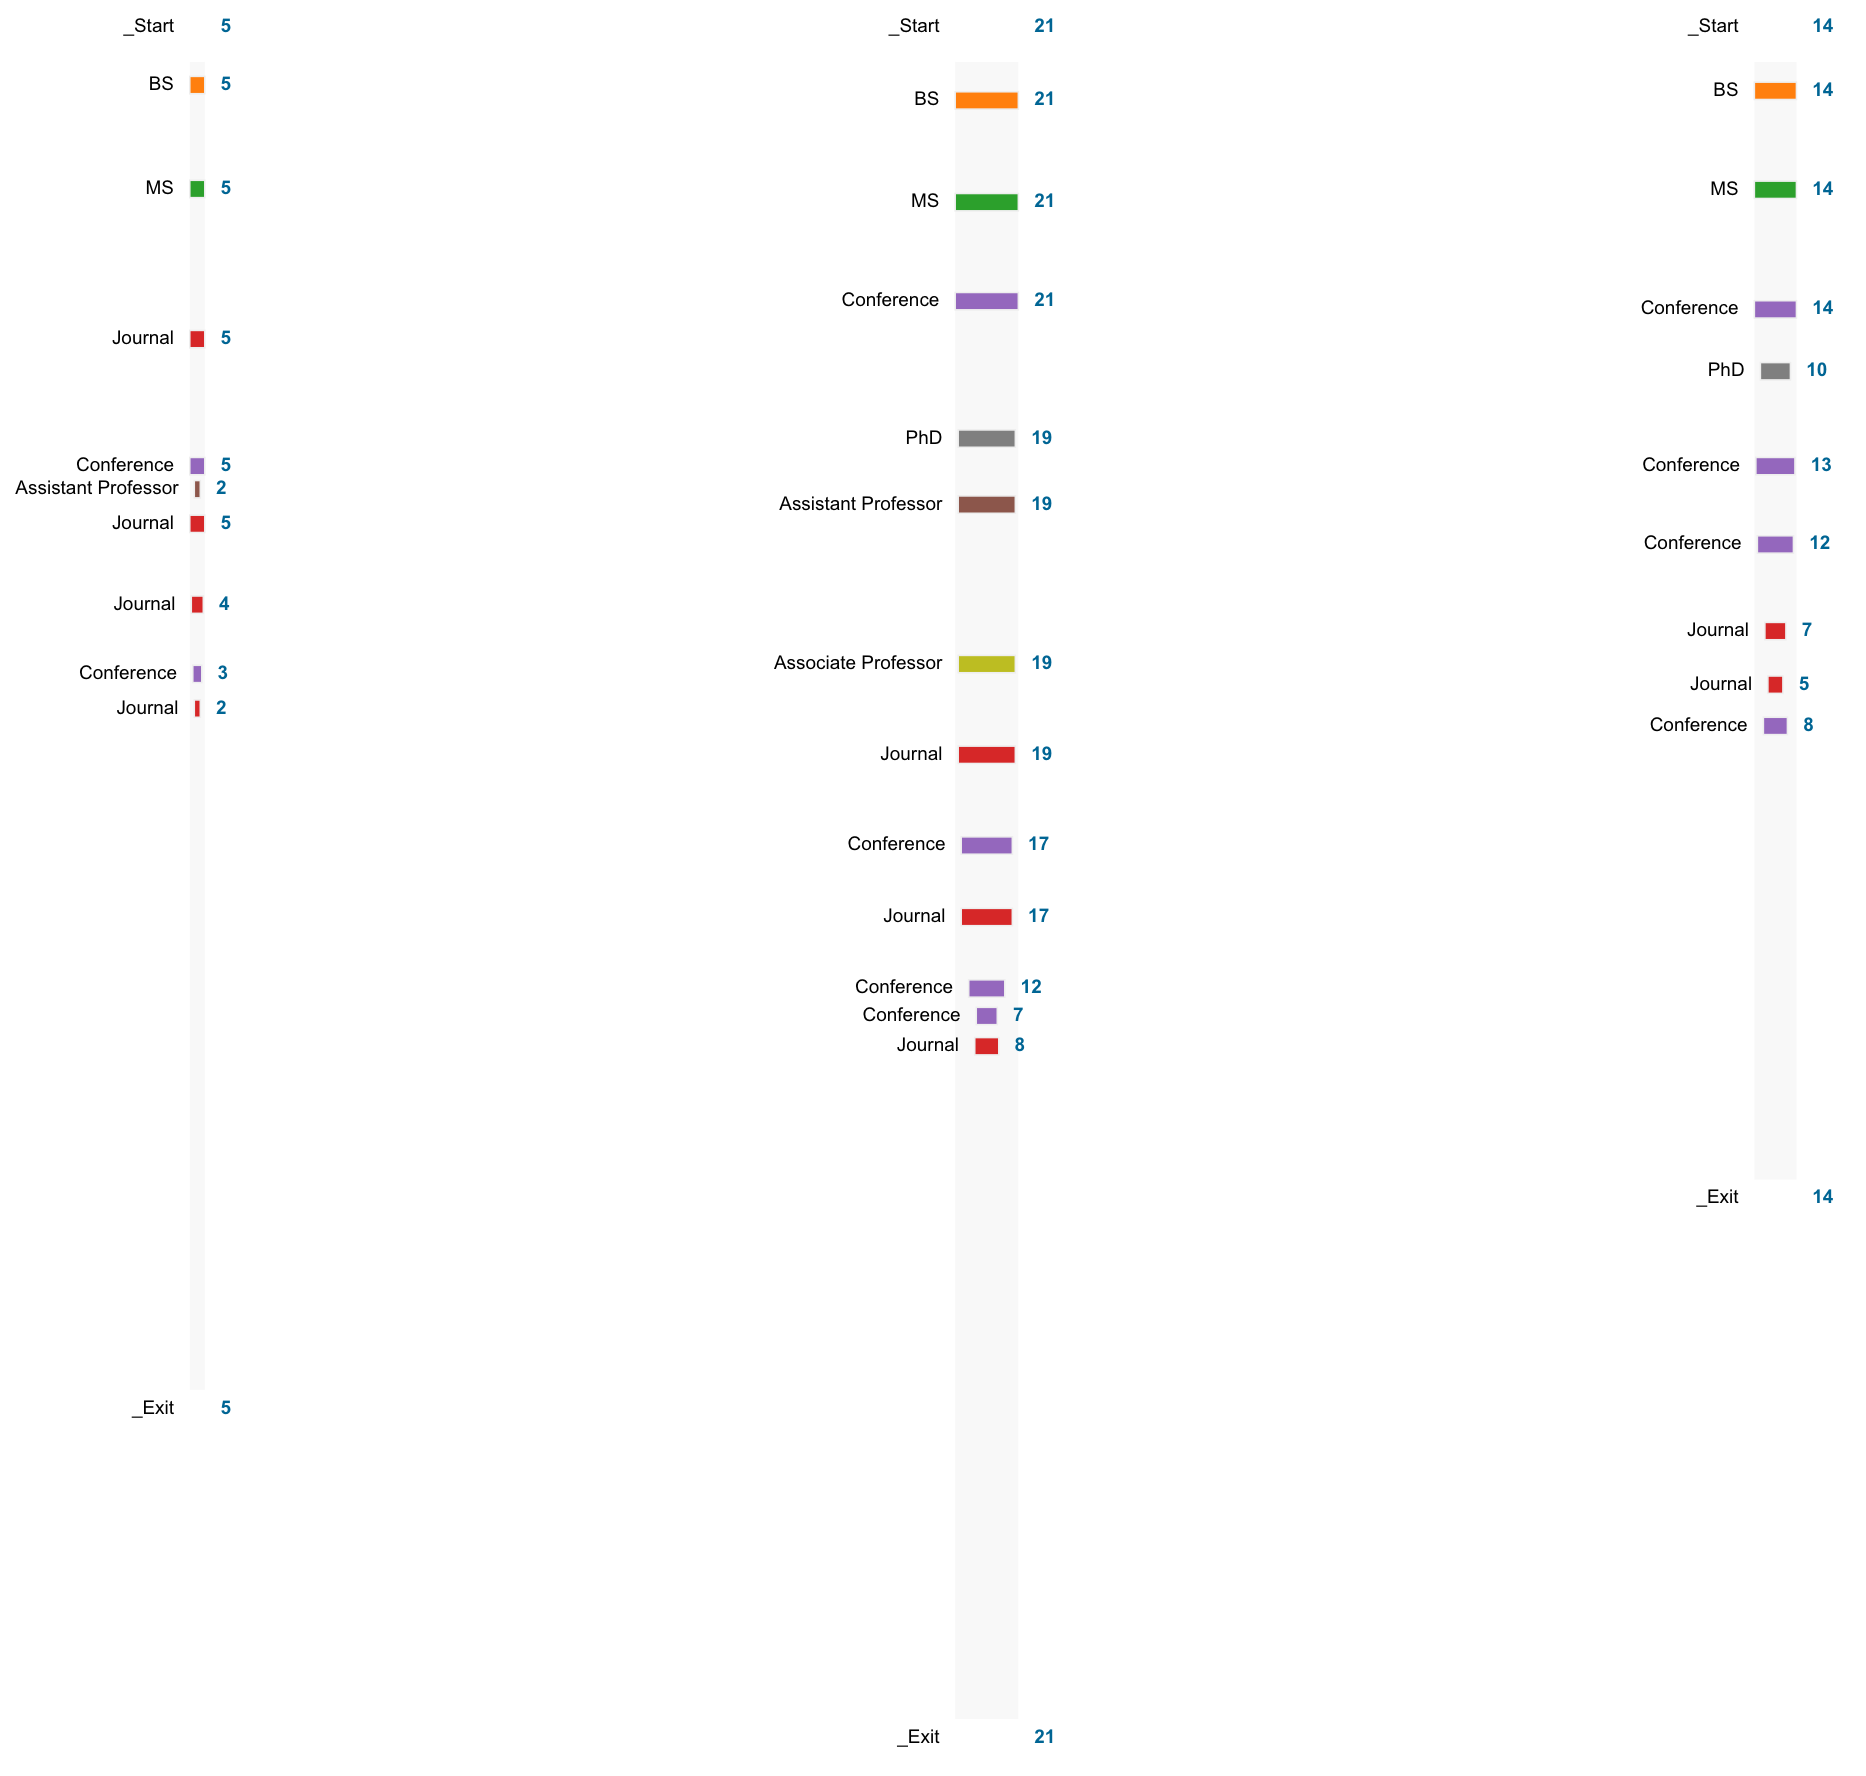 _Start 5
BS 5
MS 5
Journal 5
Conference 5
Assistant Professor 2
Journal 5
Journal 4
Conference 3
Journal 2
_Exit 5
_Start 21
BS 21
MS 21
Conference 21
PhD 19
Assistant Professor 19
Associate Professor 19
Journal 19
Conference 17
Journal 17
Conference 12
Conference 7
Journal 8
_Exit 21
_Start 14
BS 14
MS 14
Conference 14
PhD 10
Conference 13
Conference 12
Journal 7
Journal 5
Conference 8
_Exit 14